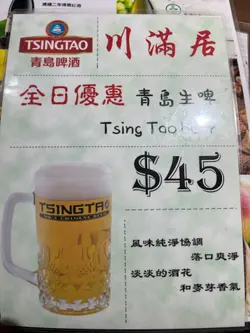 TSINGTAO
青島啤酒
川滿居
全日優惠 青島生啤
Tsing Tao Beer
$45
TSINGTAO
風味純淨協調
落口爽淨
淡淡的酒花
和麥芽香氣